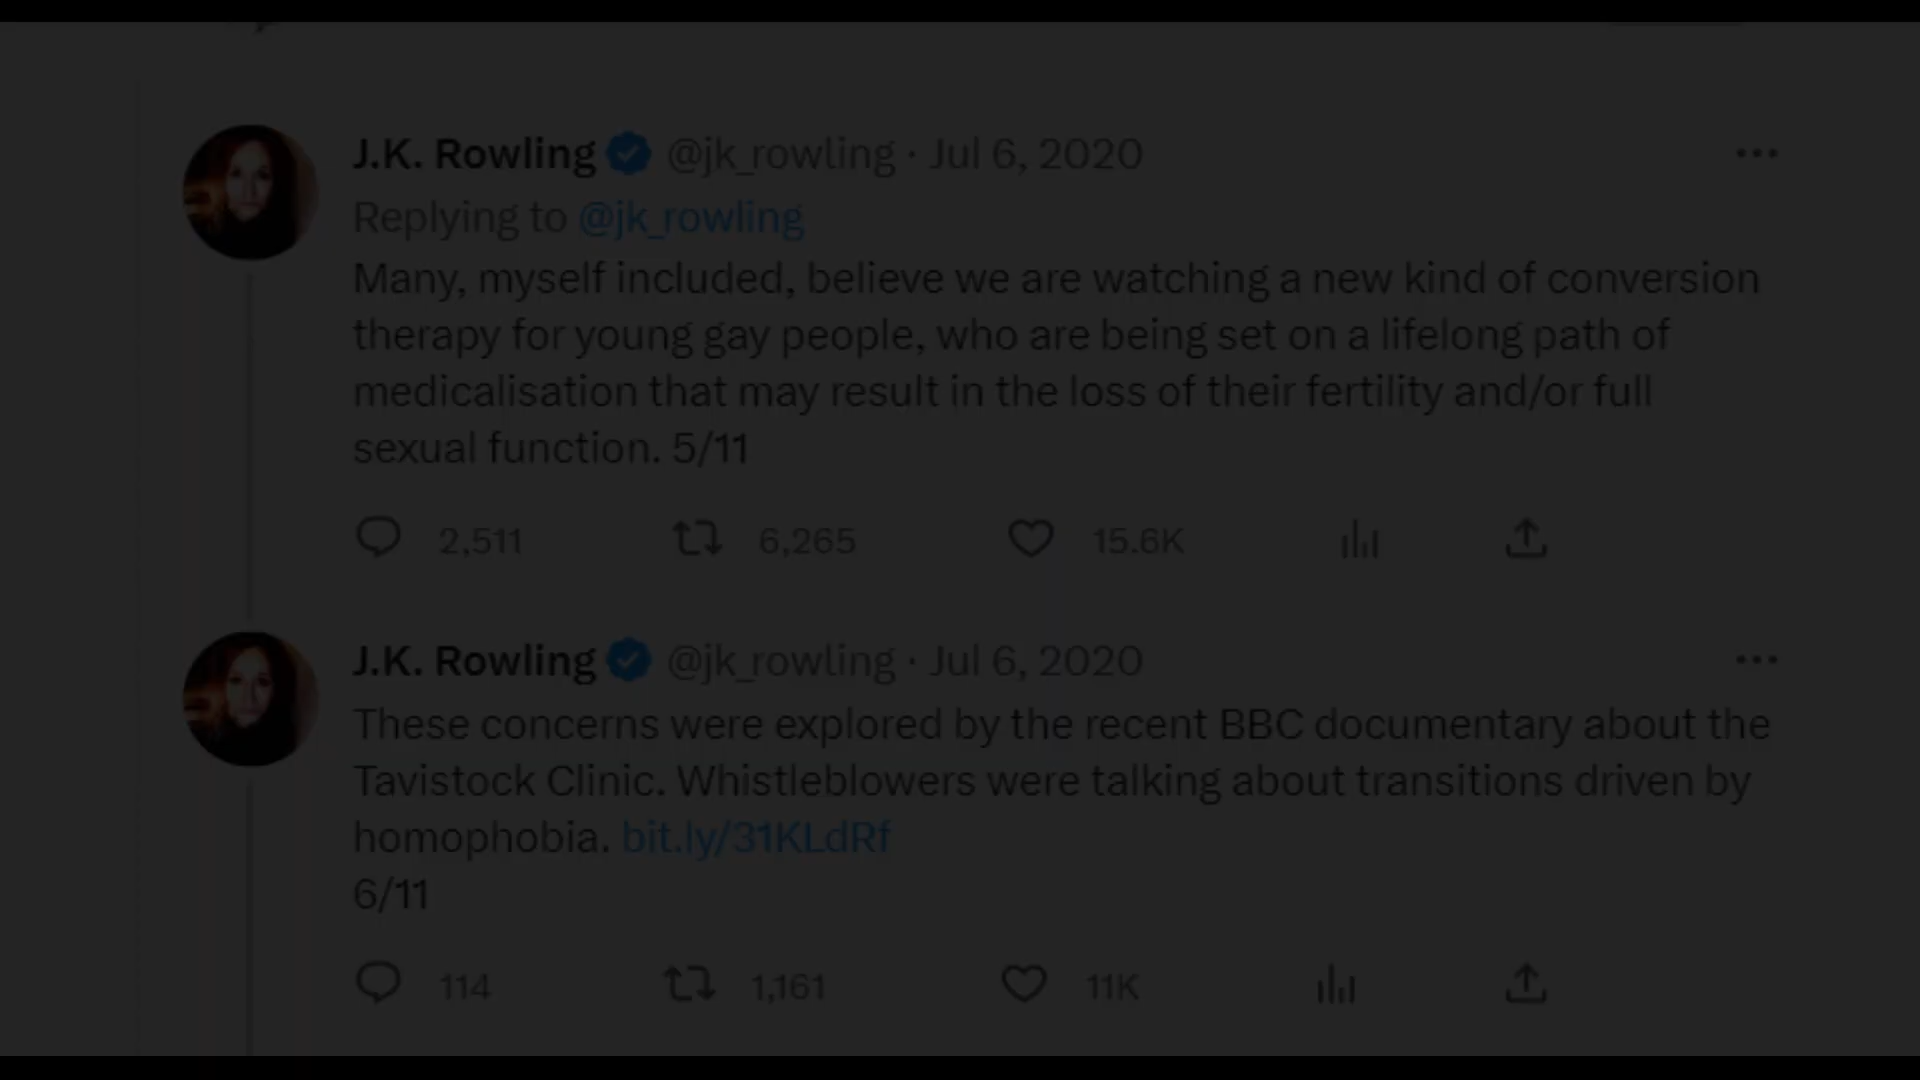 J.K. Rowling @jk_rowling · Jul 6, 2020
Replying to @jk_rowling
Many, myself included, believe we are watching a new kind of conversion
therapy for young gay people, who are being set on a lifelong path of
medicalisation that may result in the loss of their fertility and/or full
sexual function. 5/11
2,511 6,265 15.6K
J.K. Rowling @jk_rowling · Jul 6, 2020
These concerns were explored by the recent BBC documentary about the
Tavistock Clinic. Whistleblowers were talking about transitions driven by
homophobia. bit.ly/31KLdRf
6/11
114 1,161 11K